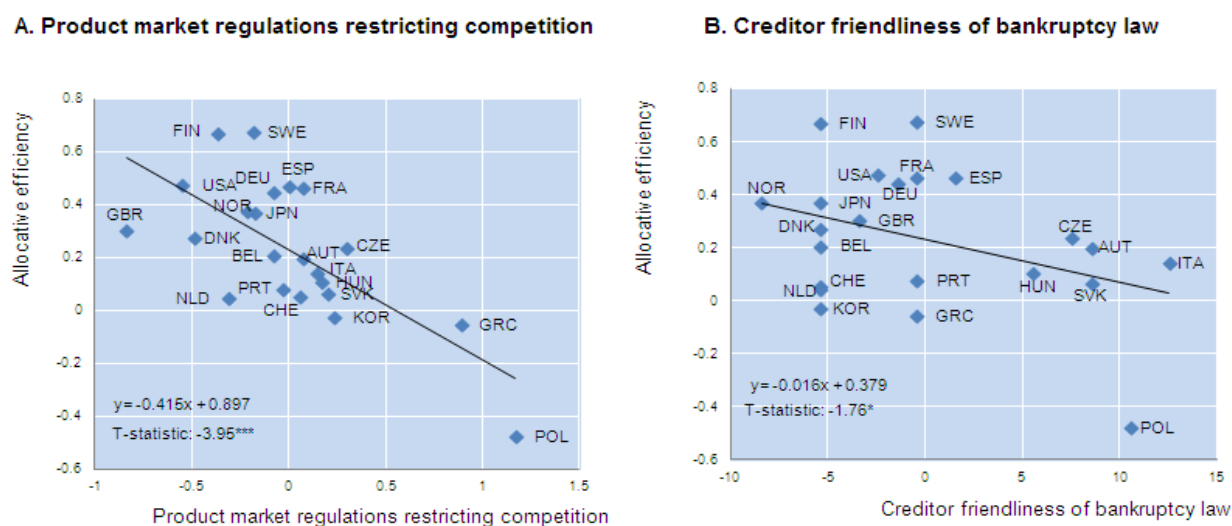 A. Product market regulations restricting competition
Allocative efficiency
0.8
0.6
0.4
0.2
0
-0.2
-0.4
-0.6
-1
-0.5
0
0.5
1
1.5
FIN
SWE
ESP
DEU
USA
FRA
NOR
JPN
GBR
DNK
CZE
BEL
AUT
ITA
HUN
PRT
SVK
NLD
CHE
KOR
GRC
POL
y= -0.415x + 0.897
T-statistic: -3.95***
Product market regulations restricting competition
B. Creditor friendliness of bankruptcy law
Allocative efficiency
0.8
0.6
0.4
0.2
0
-0.2
-0.4
-0.6
-10
-5
0
5
10
15
FIN
SWE
FRA
USA
ESP
DEU
NOR
JPN
GBR
DNK
CZE
BEL
AUT
ITA
CHE
PRT
HUN
NLD
SVK
KOR
GRC
POL
y= -0.016x + 0.379
T-statistic: -1.76*
Creditor friendliness of bankruptcy law